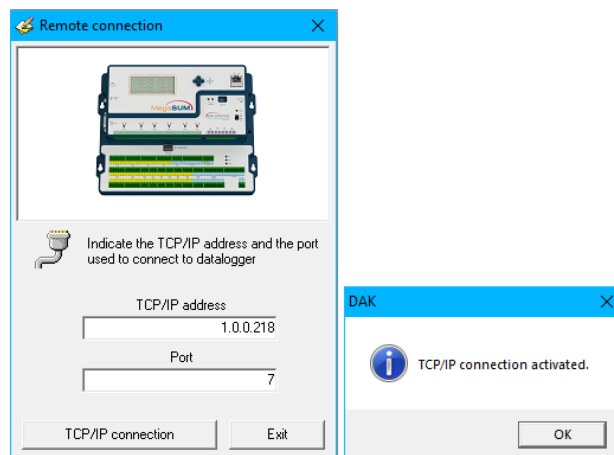 Remote connection
MegaSUM
Indicate the TCP/IP address and the port
used to connect to datalogger
TCP/IP address
1.0.0.218
Port
7
TCP/IP connection
Exit
DAK
TCP/IP connection activated.
OK